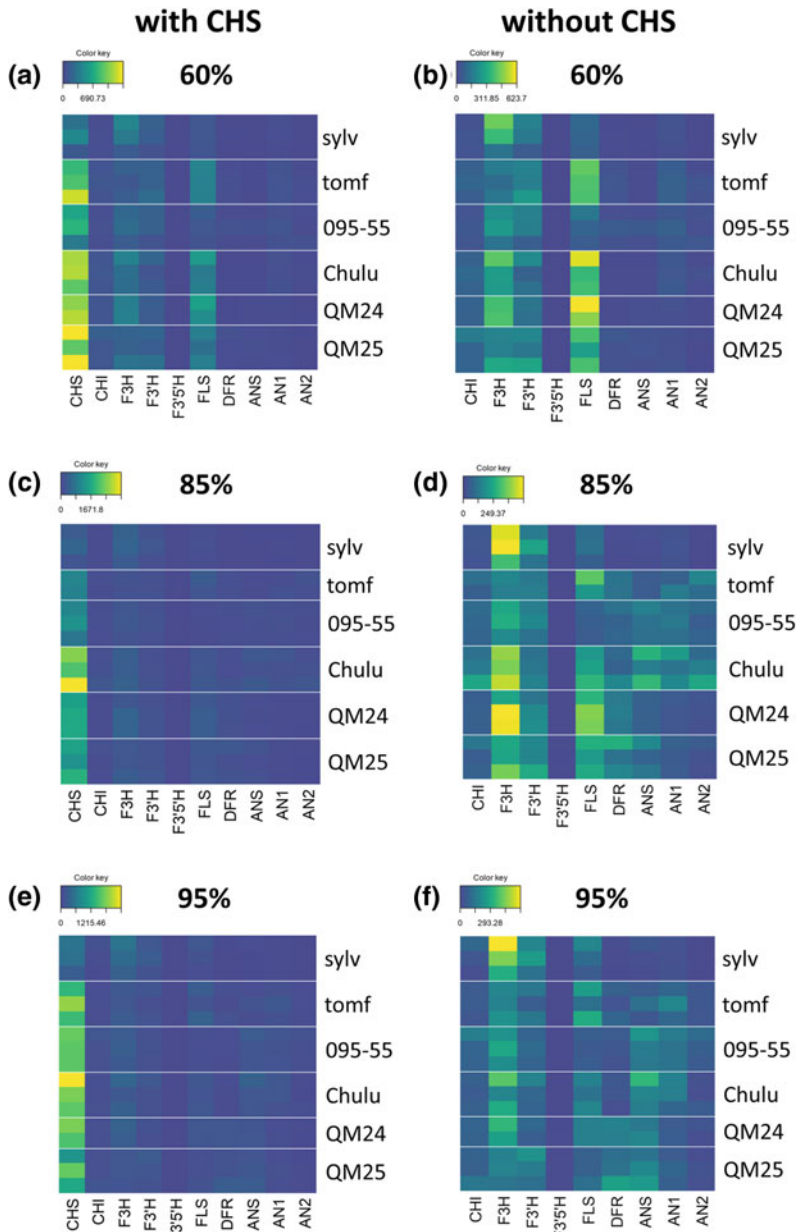 with CHS
without CHS
(a)
Color key
60%
0 690.73
sylv
tomf
095-55
Chulu
QM24
QM25
CHS CHI F3H F3'H F3'5'H FLS DFR ANS AN1 AN2
(b)
Color key
60%
0 311.85 623.7
sylv
tomf
095-55
Chulu
QM24
QM25
CHI F3H F3'H F3'5'H FLS DFR ANS AN1 AN2
(c)
Color key
85%
0 1671.8
sylv
tomf
095-55
Chulu
QM24
QM25
CHS CHI F3H F3'H F3'5'H FLS DFR ANS AN1 AN2
(d)
Color key
85%
0 249.37
sylv
tomf
095-55
Chulu
QM24
QM25
CHI F3H F3'H F3'5'H FLS DFR ANS AN1 AN2
(e)
Color key
95%
0 1215.46
sylv
tomf
095-55
Chulu
QM24
QM25
CHS CHI F3H F3'H 3'5'H FLS DFR ANS AN1 AN2
(f)
Color key
95%
0 293.28
sylv
tomf
095-55
Chulu
QM24
QM25
CHI F3H F3'H 3'5'H FLS DFR ANS AN1 AN2